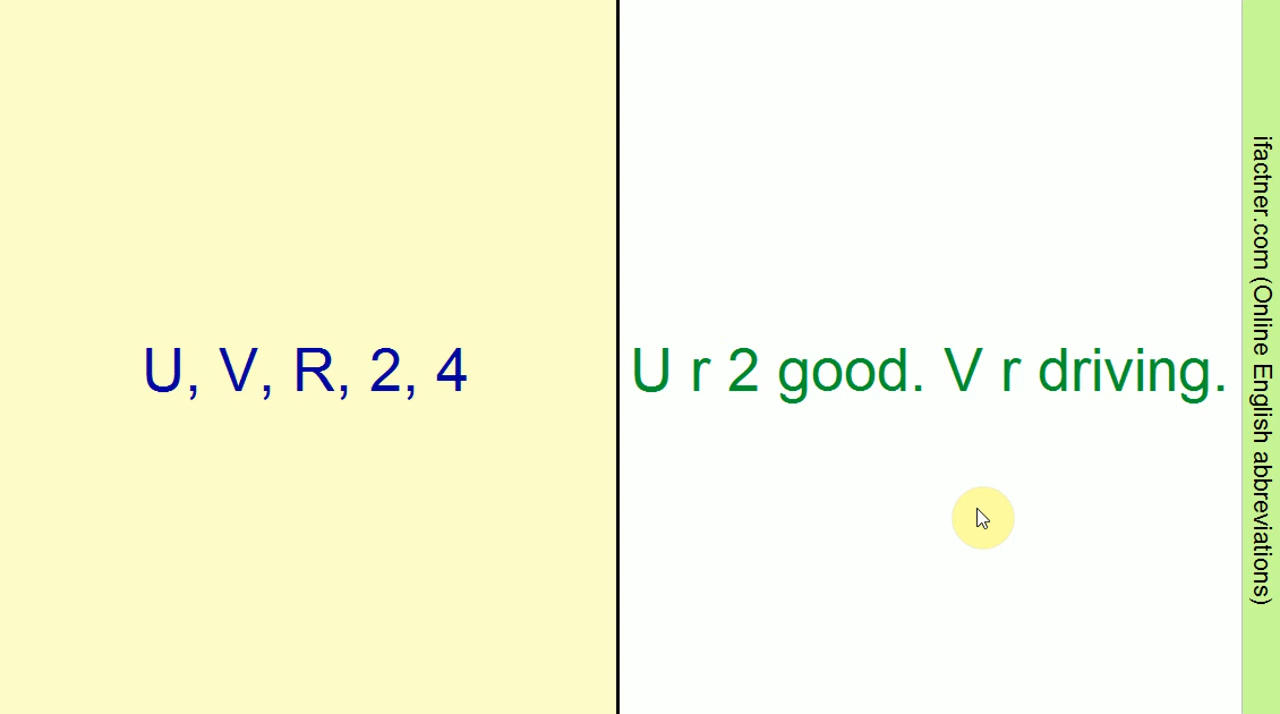 U, V, R, 2, 4
U r 2 good. V r driving.
ifactner.com (Online English abbreviations)